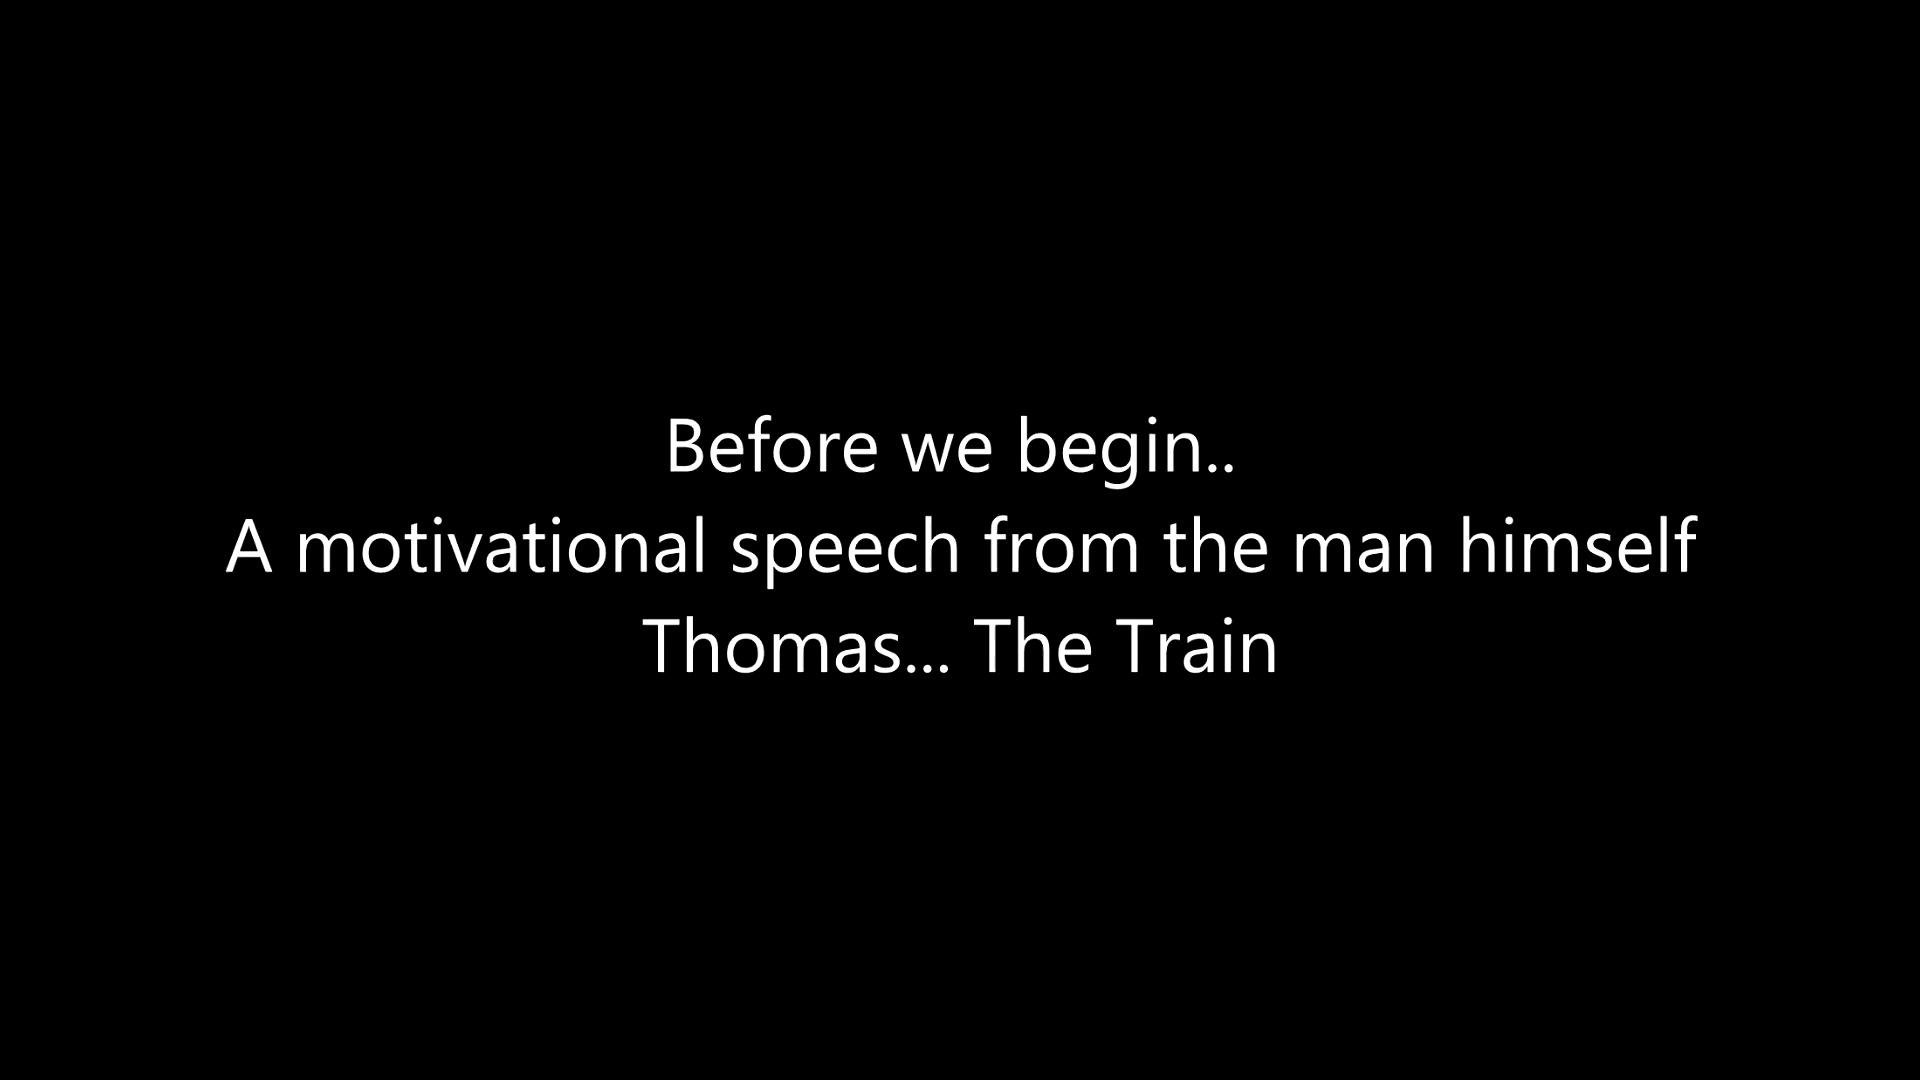 Before we begin..
A motivational speech from the man himself
Thomas... The Train